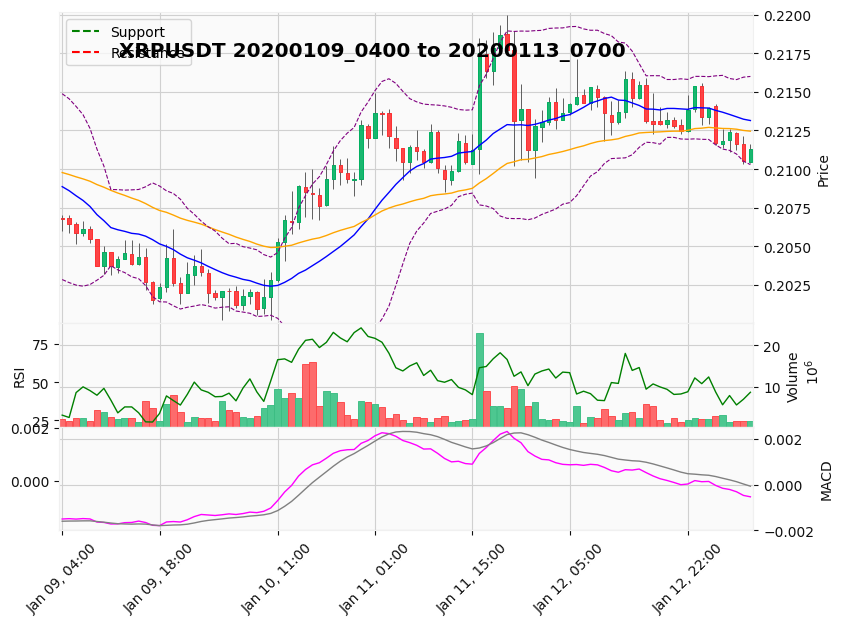 XRPUSDT 20200109_0400 to 20200113_0700
Support
Resistance
0.2200
0.2175
0.2150
0.2125
0.2100
0.2075
0.2050
0.2025
Price
75
50
25
RSI
20
10
Volume
10^6
0.002
0.000
0.002
0.000
−0.002
MACD
Jan 09, 04:00
Jan 09, 18:00
Jan 10, 11:00
Jan 11, 01:00
Jan 11, 15:00
Jan 12, 05:00
Jan 12, 22:00